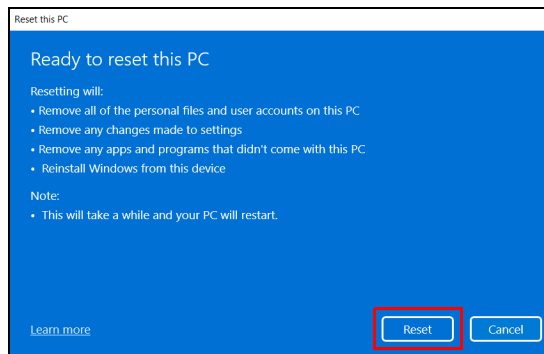 Reset this PC
Ready to reset this PC
Resetting will:
• Remove all of the personal files and user accounts on this PC
• Remove any changes made to settings
• Remove any apps and programs that didn't come with this PC
• Reinstall Windows from this device
Note:
• This will take a while and your PC will restart.
Learn more
Reset
Cancel